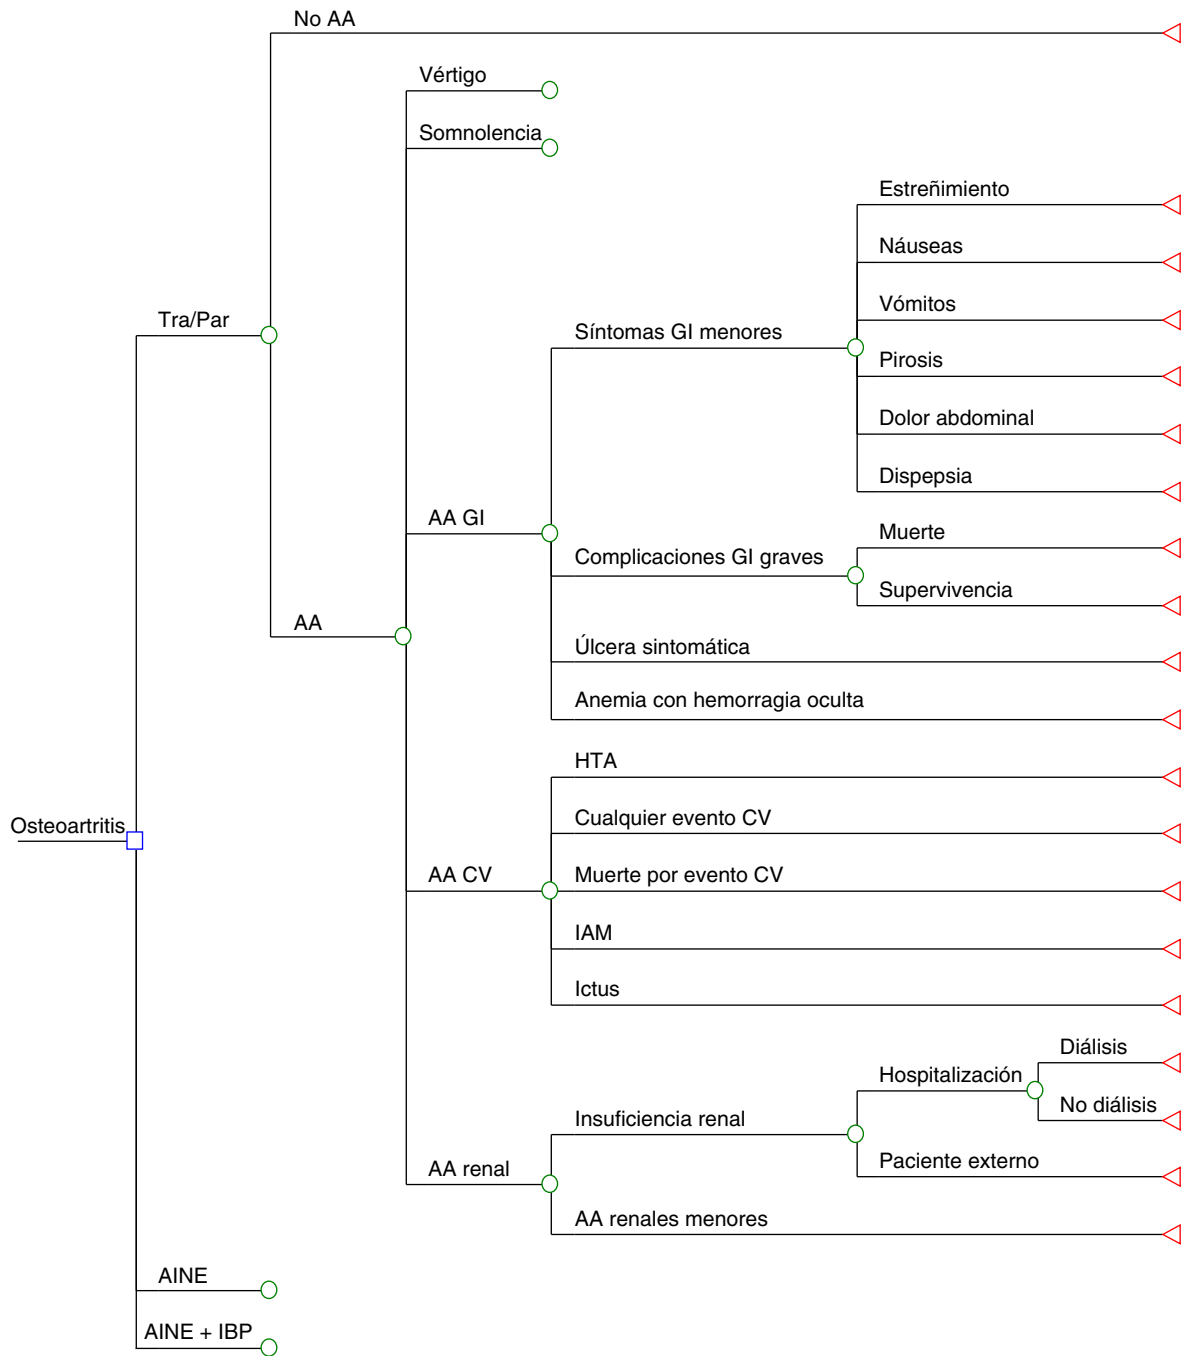 No AA
Vértigo
Somnolencia
Estreñimiento
Náuseas
Vómitos
Tra/Par
Síntomas GI menores
Pirosis
Dolor abdominal
Dispepsia
AA GI
Muerte
Complicaciones GI graves
Supervivencia
AA
Úlcera sintomática
Anemia con hemorragia oculta
HTA
Cualquier evento CV
Osteoartritis
AA CV
Muerte por evento CV
IAM
Ictus
Diálisis
Hospitalización
No diálisis
Insuficiencia renal
Paciente externo
AA renal
AA renales menores
AINE
AINE + IBP